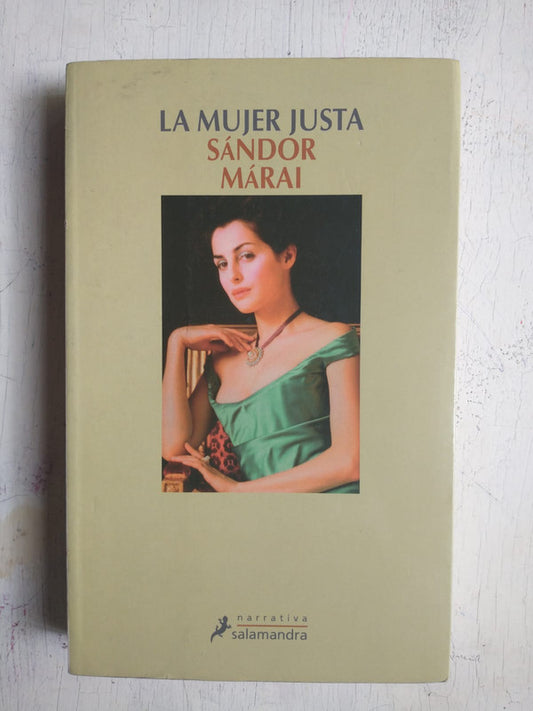 LA MUJER JUSTA
SÁNDOR
MÁRAI
narrativa
salamandra